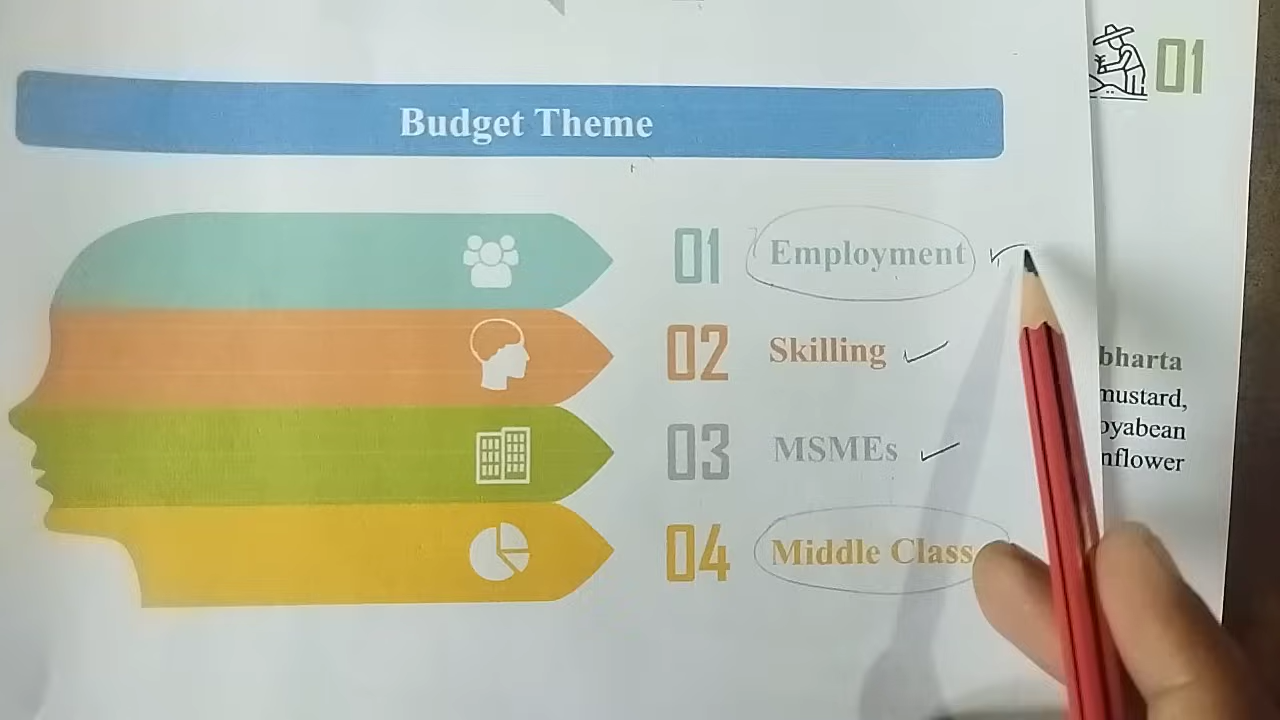 Budget Theme
01 Employment
02 Skilling
03 MSMEs
04 Middle Class
01
bharta
mustard,
oyabean
nflower